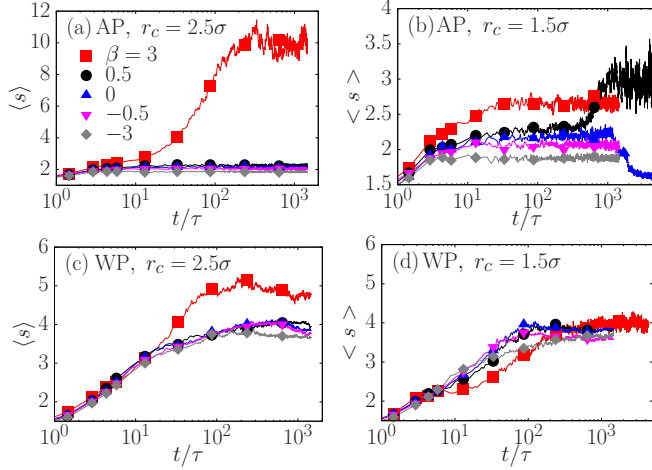 (a) AP, r_c = 2.5σ
12
10
8
6
4
2
⟨s⟩
β = 3
0.5
0
−0.5
−3
10^0 10^1 10^2 10^3
t/τ
(b) AP, r_c = 1.5σ
4
3.5
3
2.5
2
1.5
< s >
10^0 10^1 10^2 10^3
t/τ
(c) WP, r_c = 2.5σ
6
5
4
3
2
⟨s⟩
10^0 10^1 10^2 10^3
t/τ
(d) WP, r_c = 1.5σ
6
5
4
3
2
< s >
10^0 10^1 10^2 10^3
t/τ